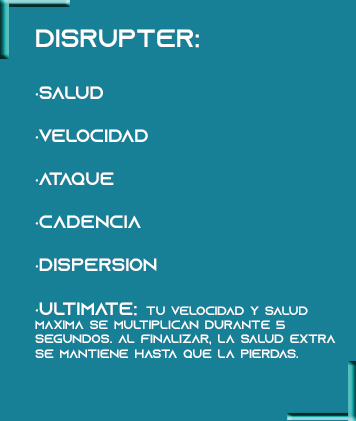 DISRUPTER:
·SALUD
·VELOCIDAD
·ATAQUE
·CADENCIA
·DISPERSION
·ULTIMATE: TU VELOCIDAD Y SALUD
MAXIMA SE MULTIPLICAN DURANTE 5
SEGUNDOS. AL FINALIZAR, LA SALUD EXTRA
SE MANTIENE HASTA QUE LA PIERDAS.